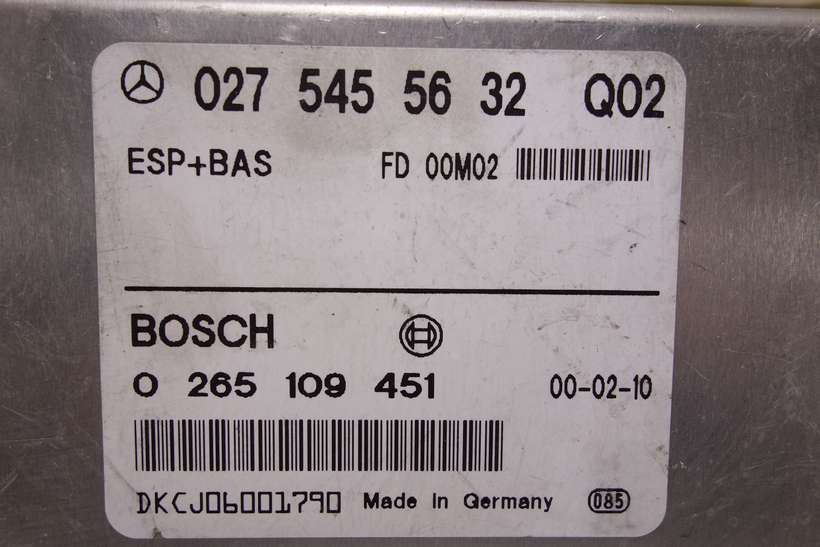 027 545 56 32 Q02
ESP+BAS FD 00M02
BOSCH
0 265 109 451 00-02-10
DKCJ06001790 Made In Germany 085